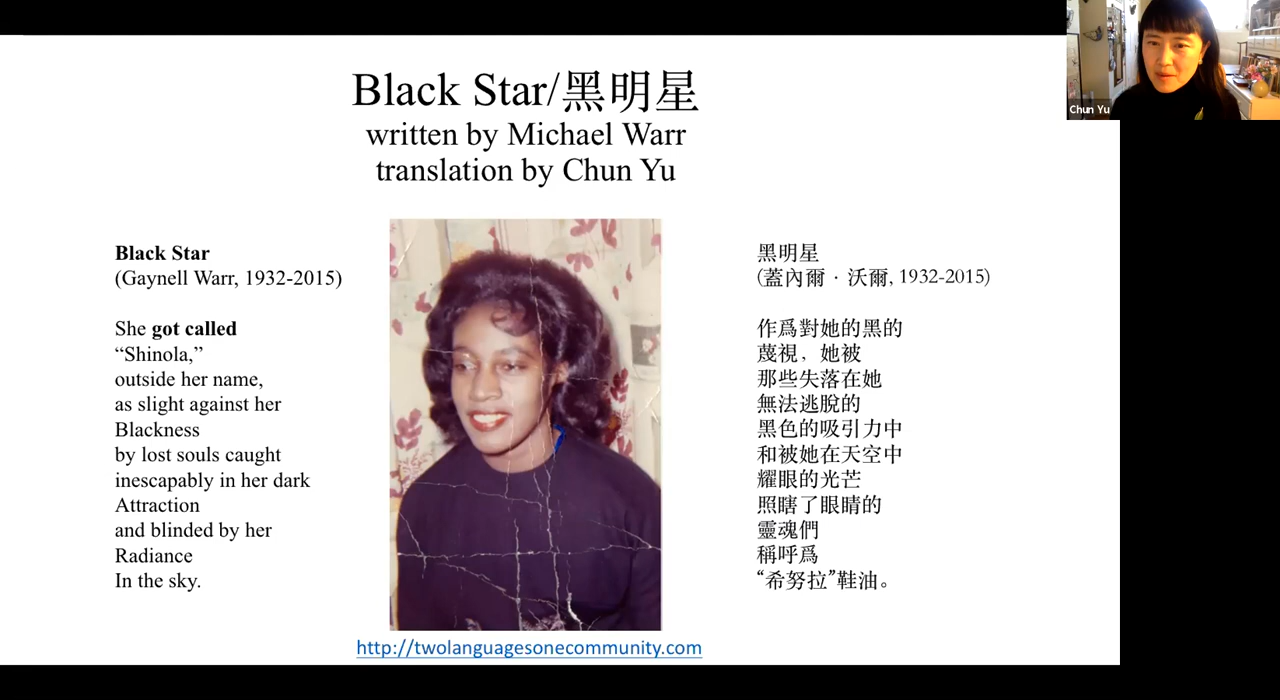 Black Star/黑明星
written by Michael Warr
translation by Chun Yu
Chun Yu
Black Star
(Gaynell Warr, 1932-2015)
She got called
“Shinola,”
outside her name,
as slight against her
Blackness
by lost souls caught
inescapably in her dark
Attraction
and blinded by her
Radiance
In the sky.
黑明星
(蓋內爾 · 沃爾, 1932-2015)
作爲對她的黑的
蔑視，她被
那些失落在她
無法逃脫的
黑色的吸引力中
和被她在天空中
耀眼的光芒
照瞎了眼睛的
靈魂們
稱呼爲
“希努拉”鞋油。
http://twolanguagesonecommunity.com